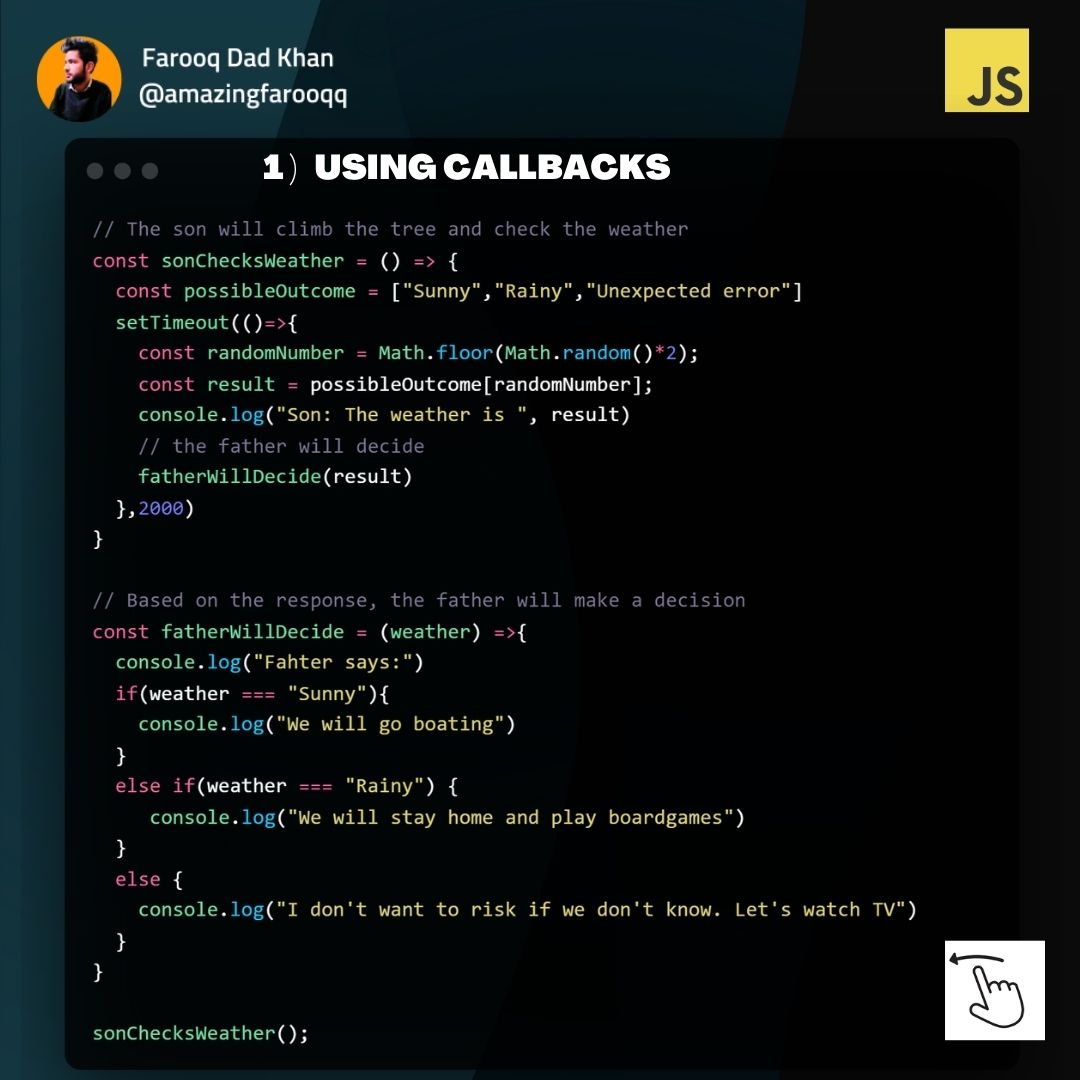 Farooq Dad Khan
@amazingfarooqq
JS
1) USING CALLBACKS
// The son will climb the tree and check the weather
const sonChecksWeather = () => {
  const possibleOutcome = ["Sunny","Rainy","Unexpected error"]
  setTimeout(()=>{
    const randomNumber = Math.floor(Math.random()*2);
    const result = possibleOutcome[randomNumber];
    console.log("Son: The weather is ", result)
    // the father will decide
    fatherWillDecide(result)
  },2000)
}
// Based on the response, the father will make a decision
const fatherWillDecide = (weather) =>{
  console.log("Fahter says:")
  if(weather === "Sunny"){
    console.log("We will go boating")
  }
  else if(weather === "Rainy") {
     console.log("We will stay home and play boardgames")
  }
  else {
    console.log("I don't want to risk if we don't know. Let's watch TV")
  }
}
sonChecksWeather();